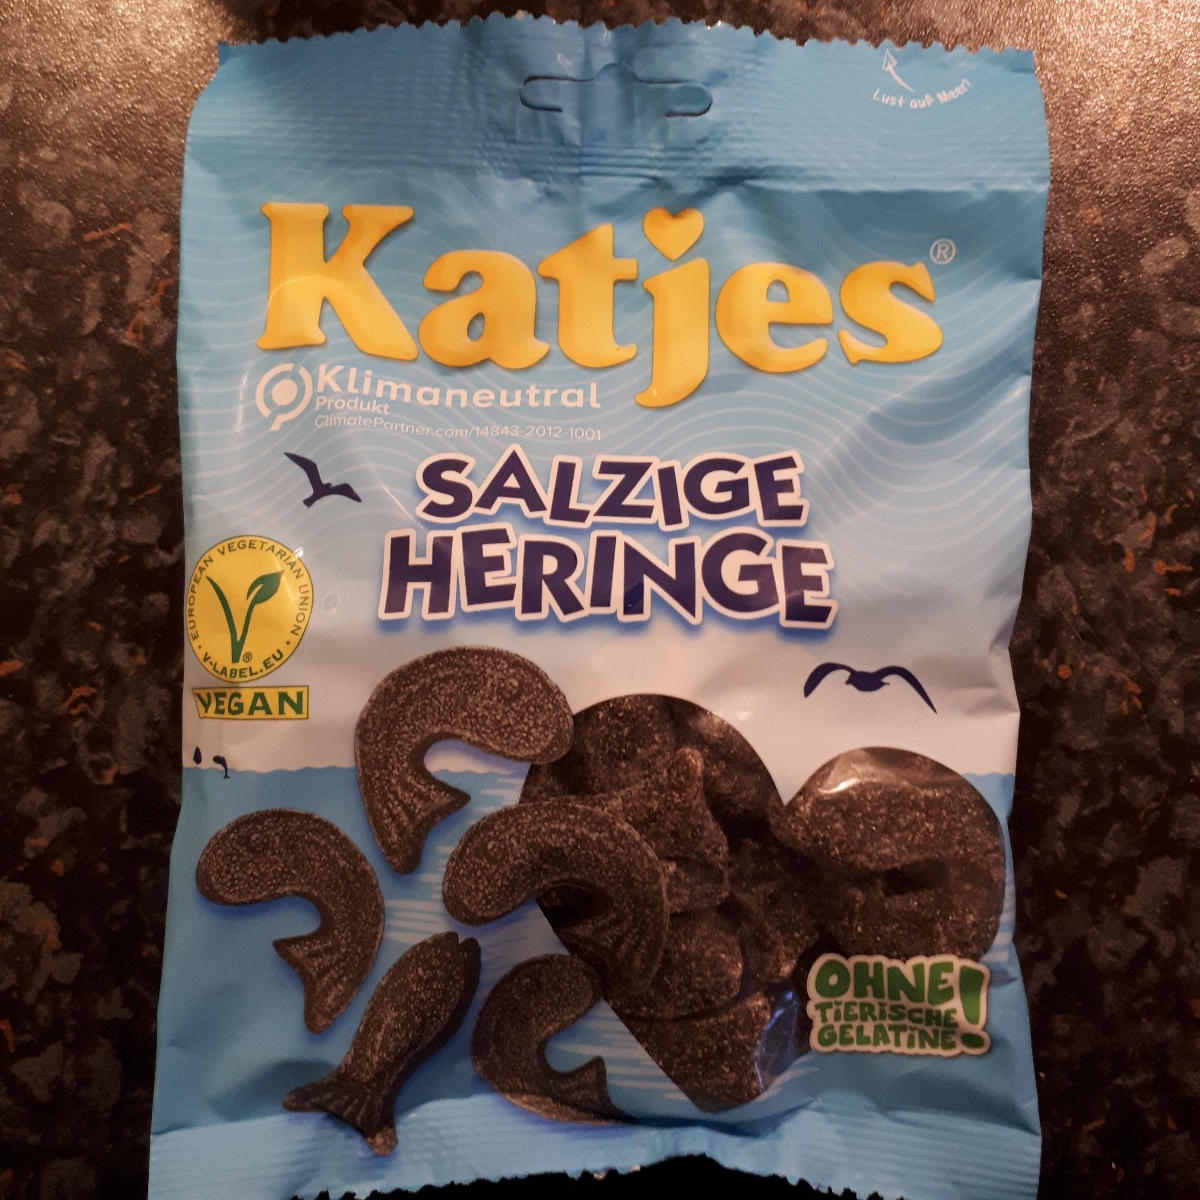 Lust auf Meer?
Katjes®
Klimaneutral
Produkt
ClimatePartner.com/14843-2012-1001
SALZIGE
HERINGE
EUROPEAN VEGETARIAN UNION
V-LABEL.EU
VEGAN
OHNE!
TIERISCHE
GELATINE